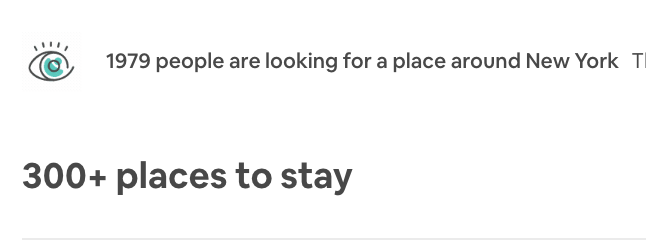 1979 people are looking for a place around New York
300+ places to stay